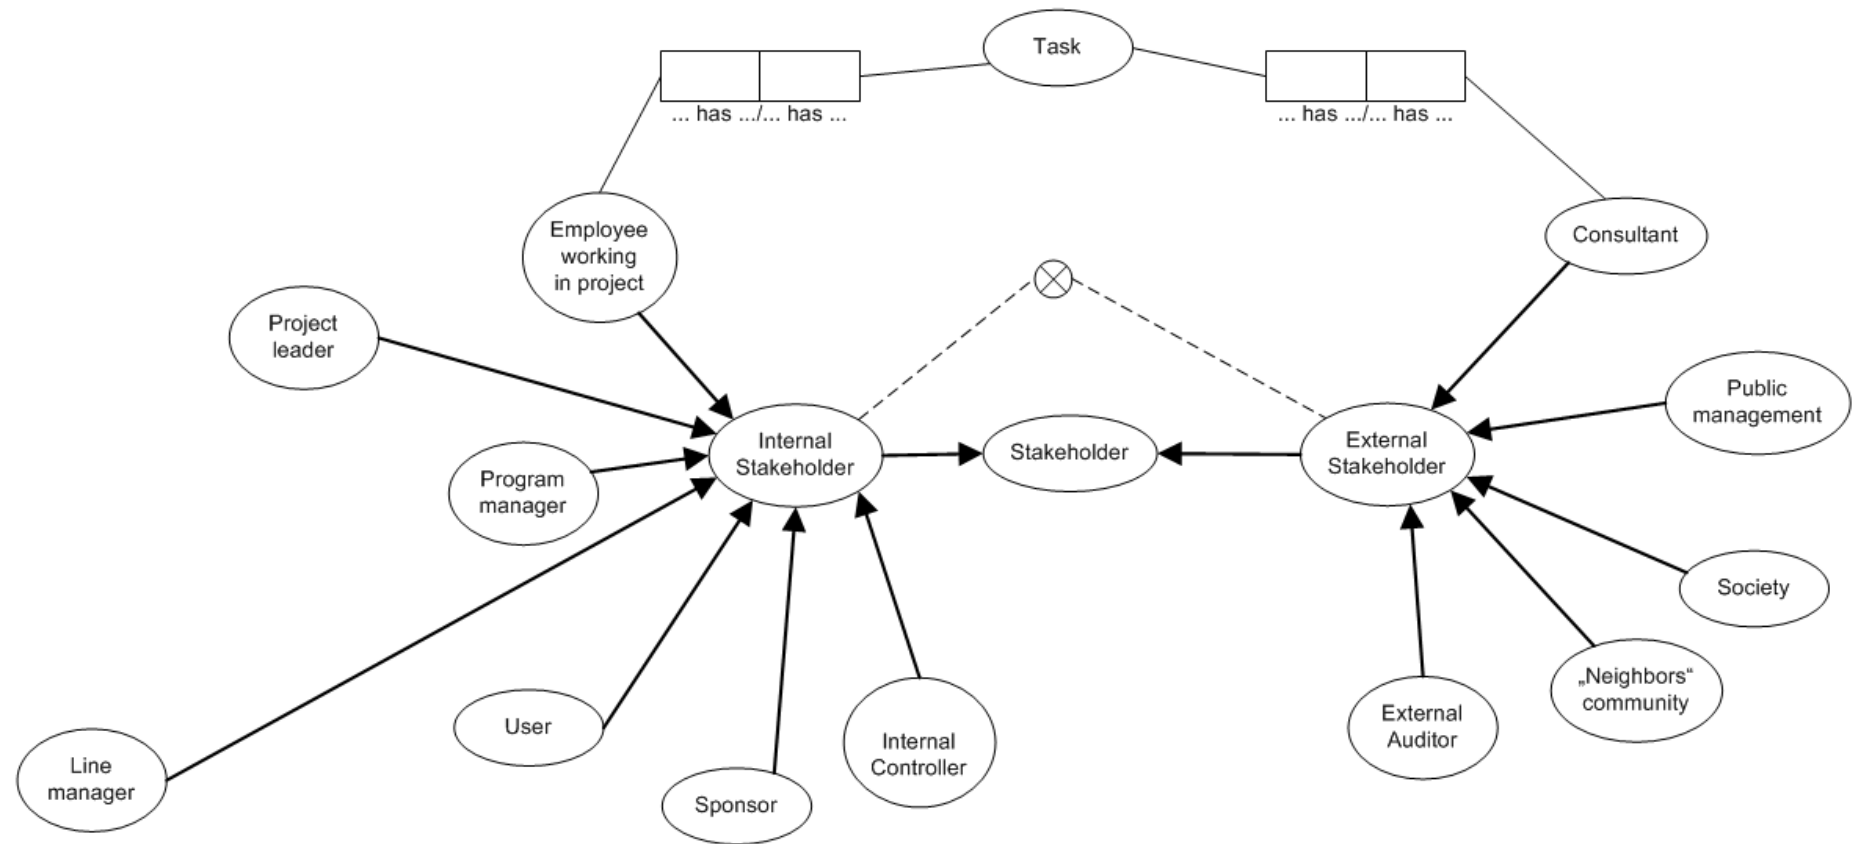 Task
... has .../... has ...
... has .../... has ...
Employee
working
in project
Consultant
Project
leader
Public
management
Internal
Stakeholder
Stakeholder
External
Stakeholder
Program
manager
Society
„Neighbors“
community
User
External
Auditor
Internal
Controller
Line
manager
Sponsor